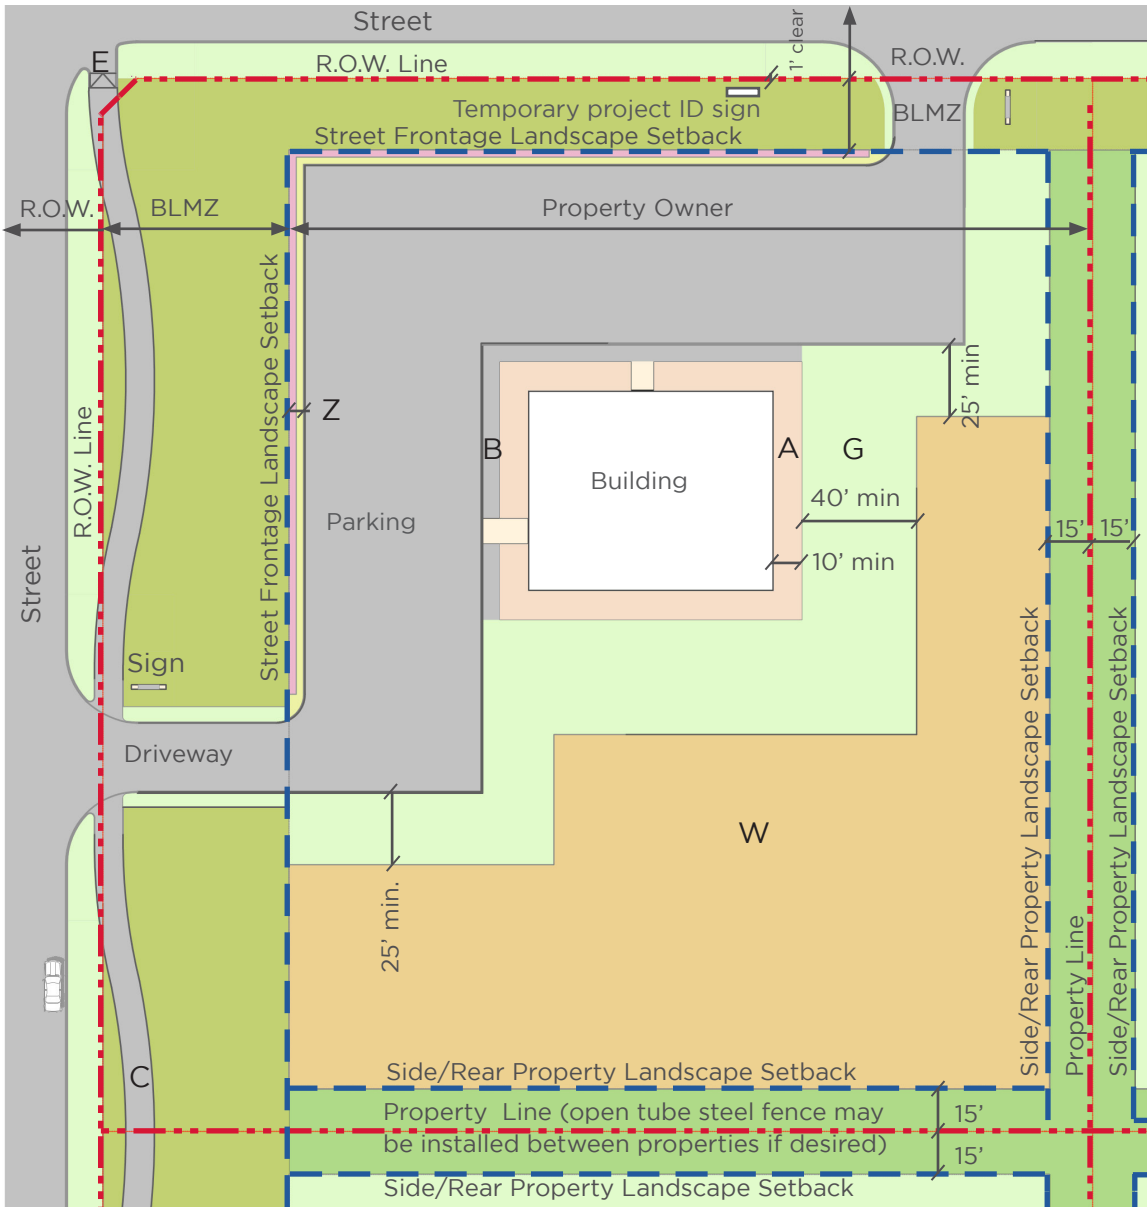 Street
1' clear
E
R.O.W. Line
R.O.W.
Temporary project ID sign
BLMZ
Street Frontage Landscape Setback
R.O.W.
BLMZ
Property Owner
Street Frontage Landscape Setback
25' min
Z
R.O.W. Line
B
A
G
Building
40' min
Parking
15'
15'
10' min
Street
Sign
Driveway
Side/Rear Property Landscape Setback
Side/Rear Property Landscape Setback
W
25' min.
Property Line
C
Side/Rear Property Landscape Setback
Property Line (open tube steel fence may
be installed between properties if desired)
15'
15'
Side/Rear Property Landscape Setback